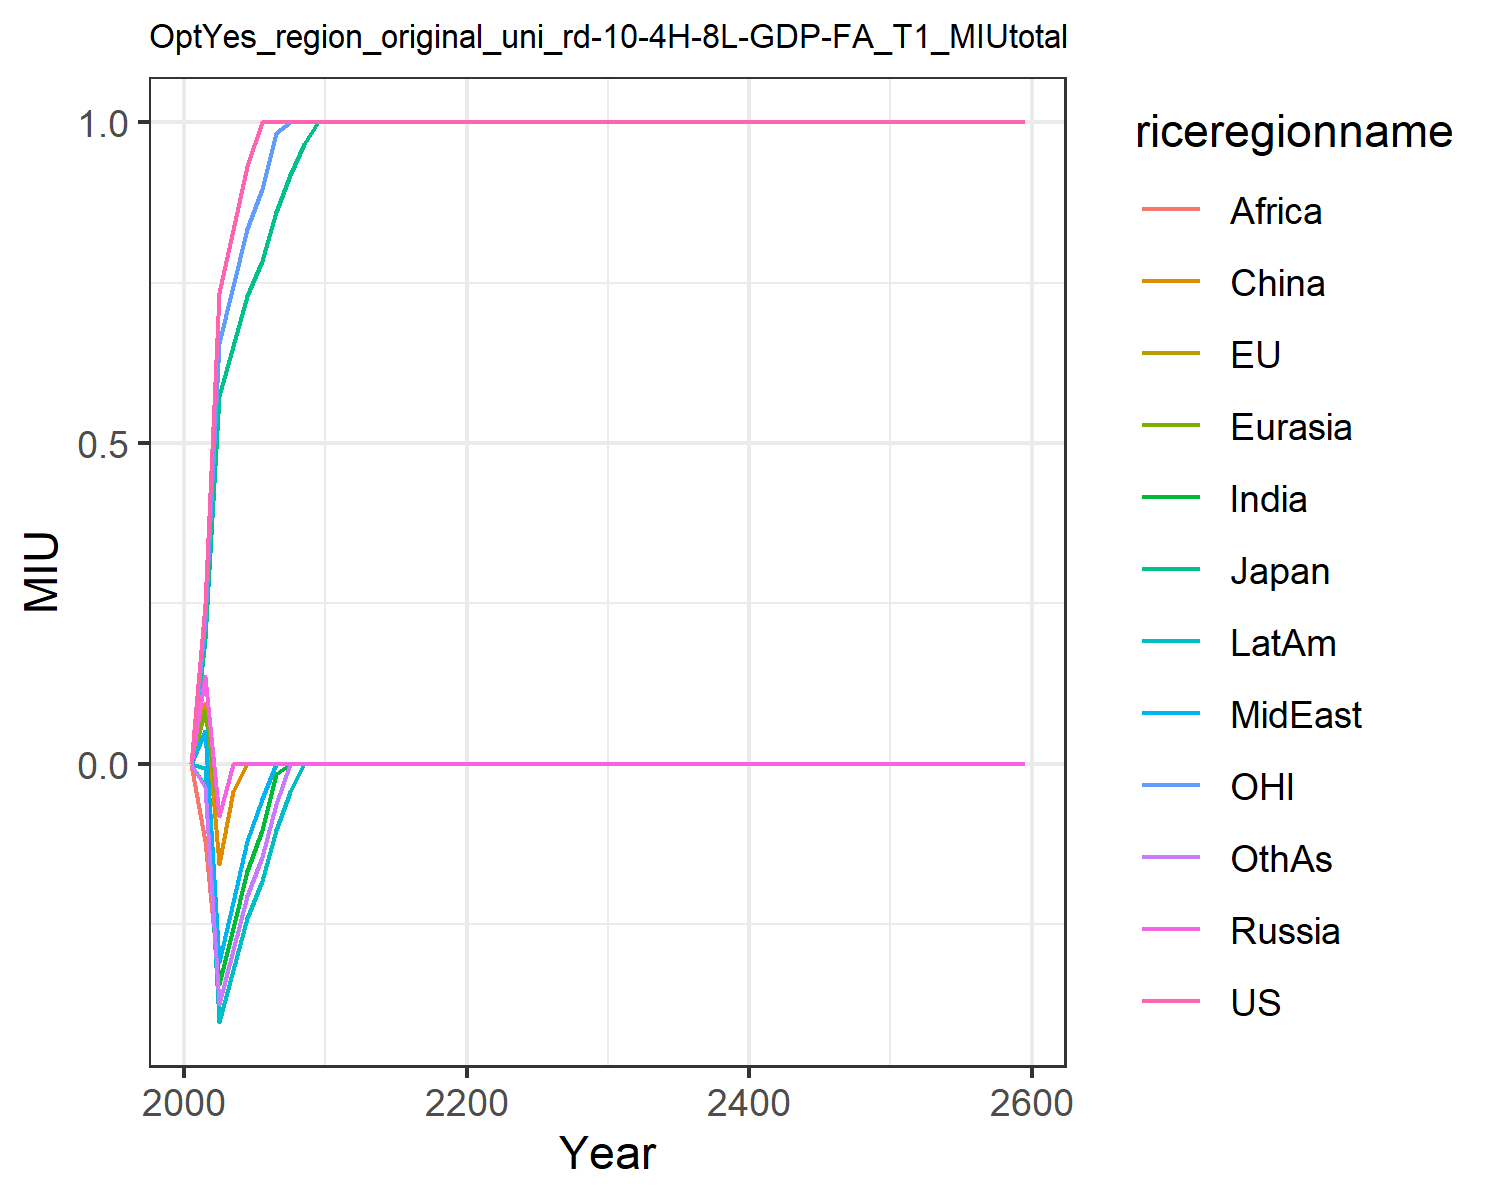 OptYes_region_original_uni_rd-10-4H-8L-GDP-FA_T1_MIUtotal
1.0
0.5
0.0
MIU
2000 2200 2400 2600
Year
riceregionname
Africa
China
EU
Eurasia
India
Japan
LatAm
MidEast
OHI
OthAs
Russia
US